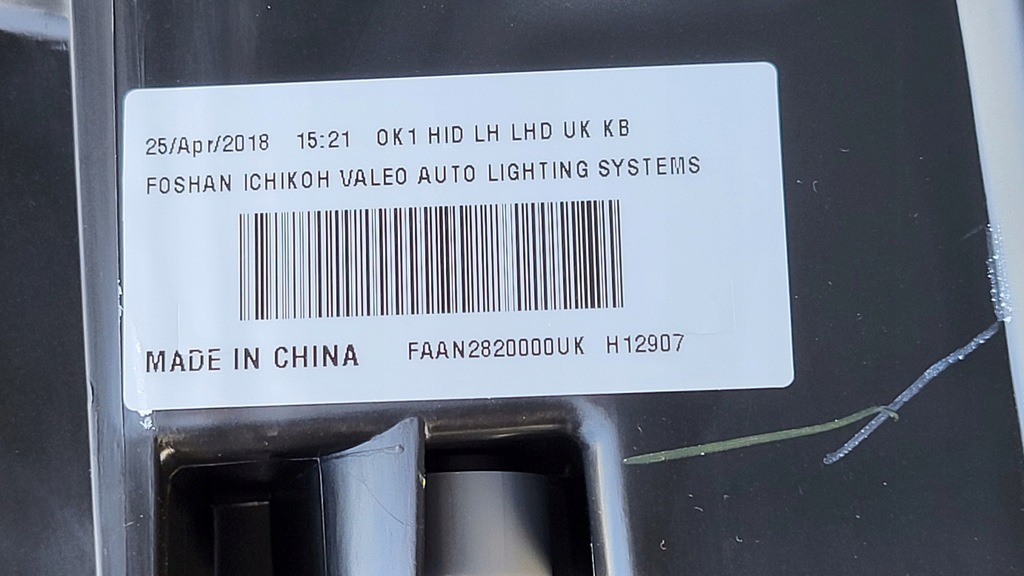 25/Apr/2018 15:21 OK1 HID LH LHD UK KB
FOSHAN ICHIKOH VALEO AUTO LIGHTING SYSTEMS
MADE IN CHINA FAAN2820000UK H12907